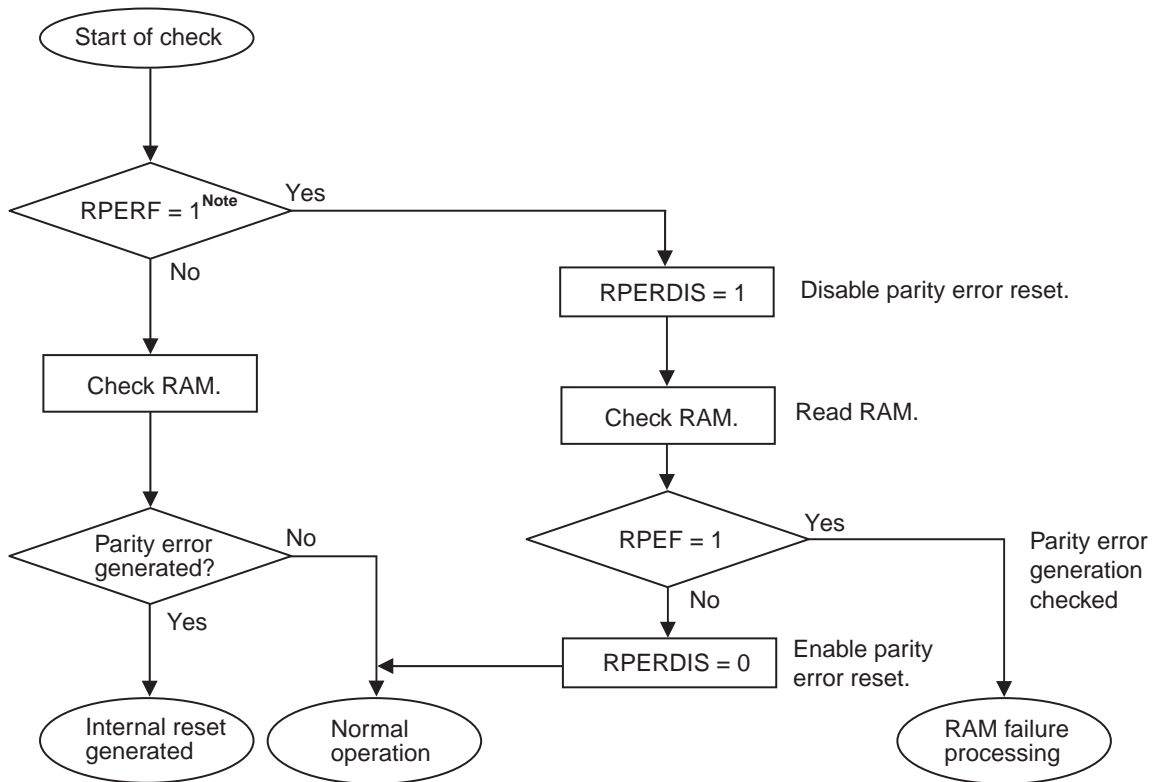 Start of check
RPERF = 1Note
Yes
No
RPERDIS = 1
Disable parity error reset.
Check RAM.
Check RAM.
Read RAM.
Parity error
generated?
No
Yes
RPEF = 1
Yes
No
Parity error
generation
checked
RPERDIS = 0
Enable parity
error reset.
Internal reset
generated
Normal
operation
RAM failure
processing